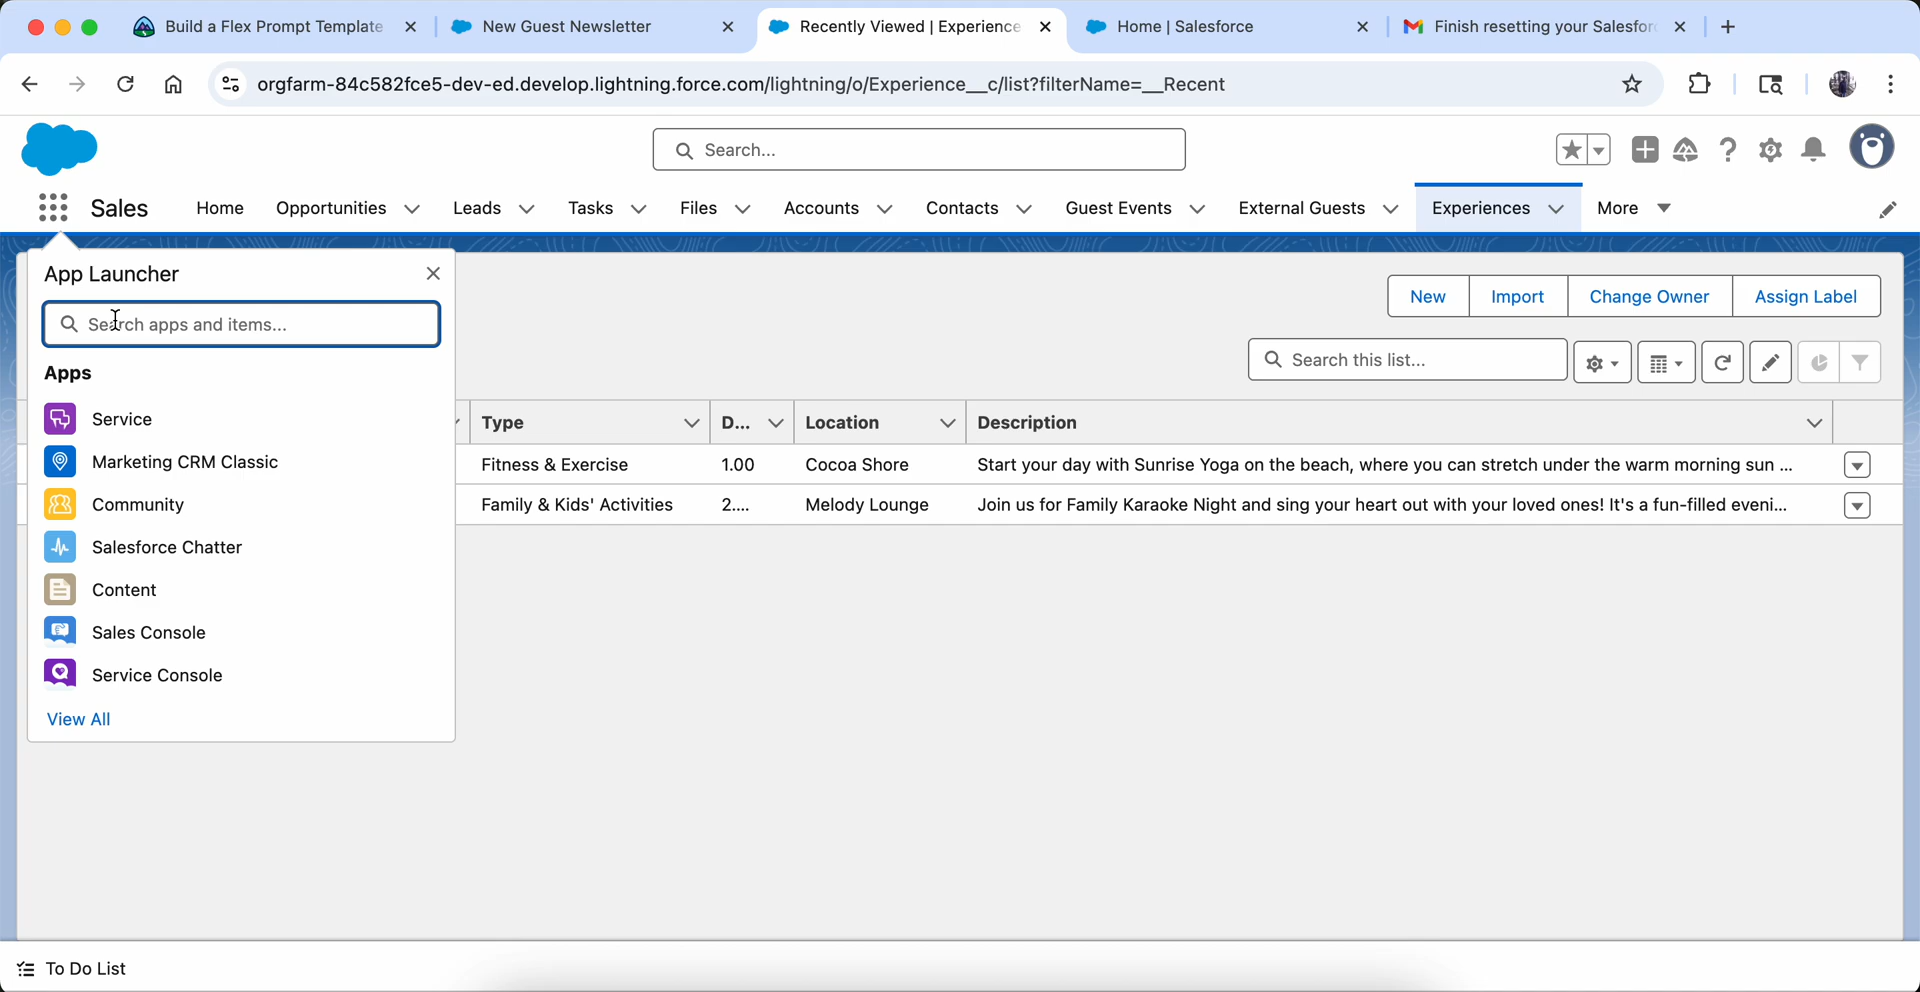 Build a Flex Prompt Template
New Guest Newsletter
Recently Viewed | Experience
Home | Salesforce
Finish resetting your Salesfor
orgfarm-84c582fce5-dev-ed.develop.lightning.force.com/lightning/o/Experience__c/list?filterName=__Recent
Search...
Sales
Home
Opportunities
Leads
Tasks
Files
Accounts
Contacts
Guest Events
External Guests
Experiences
More
App Launcher
Search apps and items...
Apps
Service
Marketing CRM Classic
Community
Salesforce Chatter
Content
Sales Console
Service Console
View All
New
Import
Change Owner
Assign Label
Search this list...
Type
D...
Location
Description
Fitness & Exercise
1.00
Cocoa Shore
Start your day with Sunrise Yoga on the beach, where you can stretch under the warm morning sun ...
Family & Kids' Activities
2....
Melody Lounge
Join us for Family Karaoke Night and sing your heart out with your loved ones! It's a fun-filled eveni...
To Do List